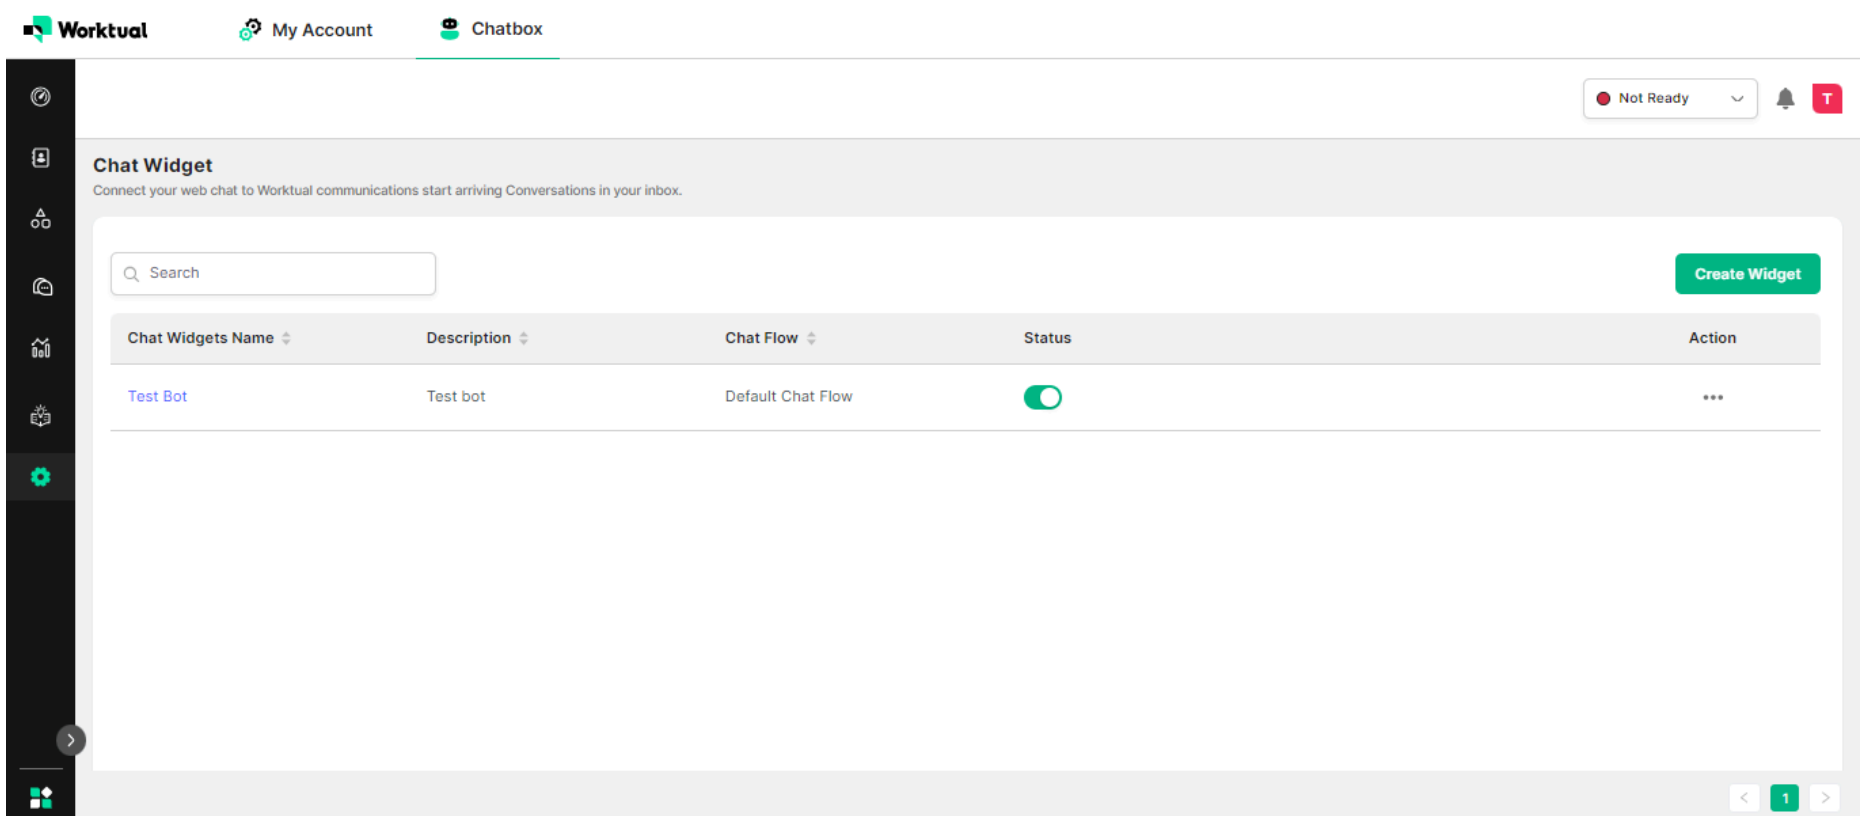 Worktual
My Account
Chatbox
Not Ready
T
Chat Widget
Connect your web chat to Worktual communications start arriving Conversations in your inbox.
Search
Create Widget
Chat Widgets Name Description Chat Flow Status Action
Test Bot Test bot Default Chat Flow
1